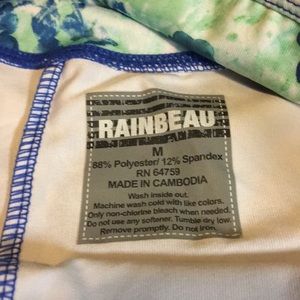 RAINBEAU
M
88% Polyester/ 12% Spandex
RN 64759
MADE IN CAMBODIA
Wash inside out.
Machine wash cold with like colors.
Only non-chlorine bleach when needed.
Do not use any softener. Tumble dry low.
Remove promptly. Do not iron.